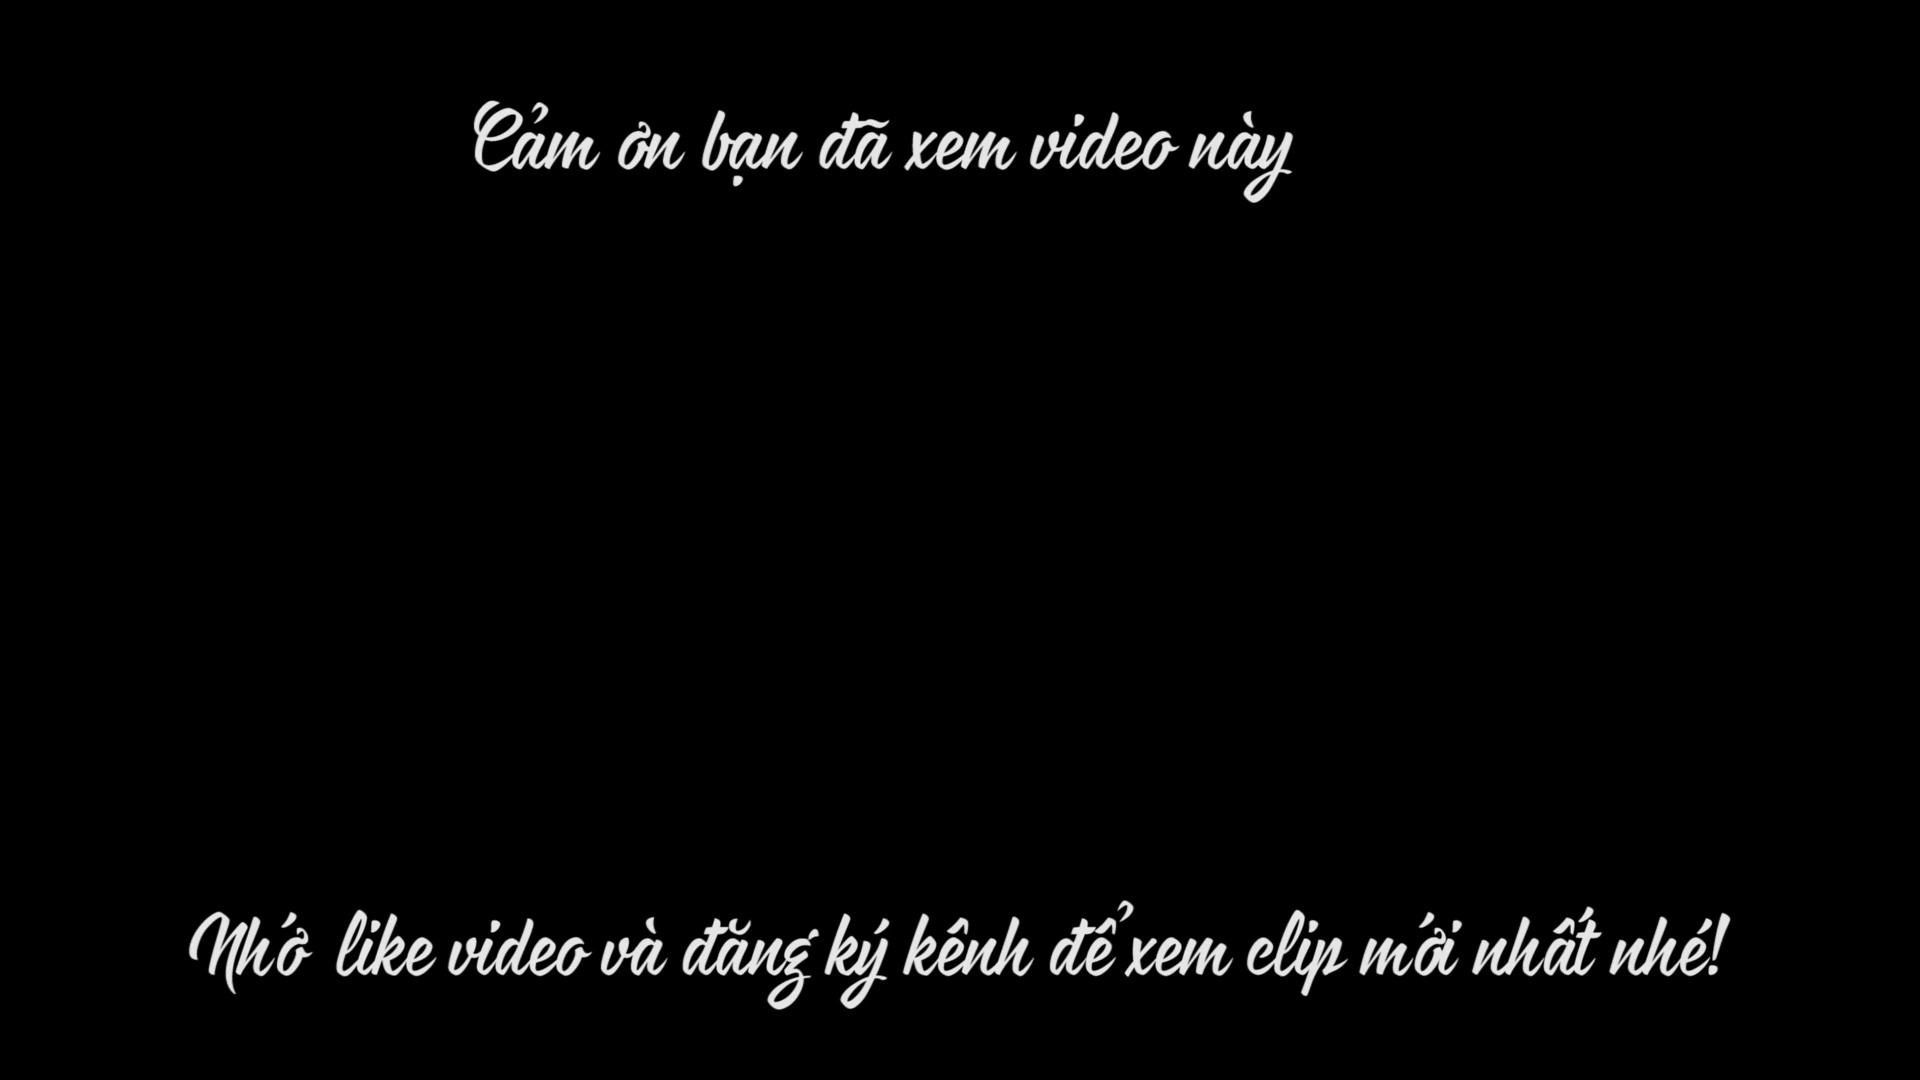 Cảm ơn bạn đã xem video này
Nhớ like video và đăng ký kênh để xem clip mới nhất nhé!